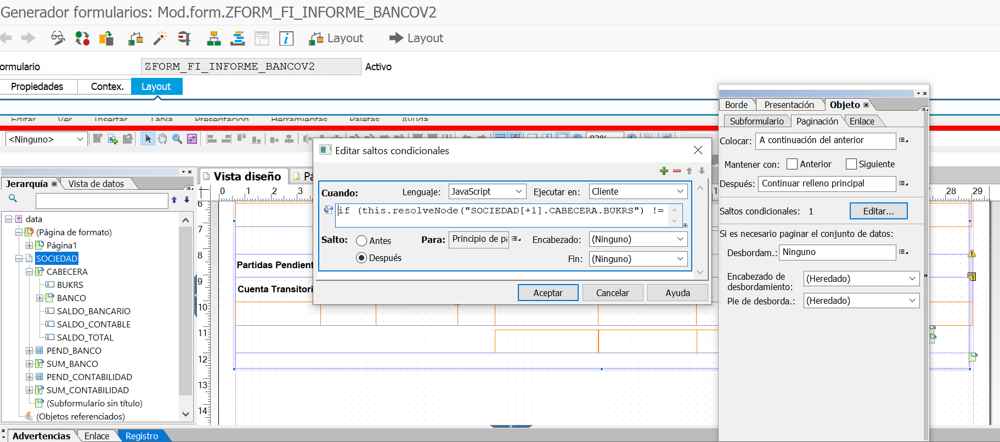 Generador formularios: Mod.form.ZFORM_FI_INFORME_BANCOV2
Layout
Layout
ormulario
ZFORM_FI_INFORME_BANCOV2
Activo
Propiedades
Contex.
Layout
Editar
Ver
Insertar
Tabla
Presentación
Herramientas
Paletas
Ayuda
<Ninguno>
Jerarquía
Vista de datos
data
(Página de formato)
Página1
SOCIEDAD
CABECERA
BUKRS
BANCO
SALDO_BANCARIO
SALDO_CONTABLE
SALDO_TOTAL
PEND_BANCO
SUM_BANCO
PEND_CONTABILIDAD
SUM_CONTABILIDAD
(Subformulario sin título)
(Objetos referenciados)
Advertencias
Enlace
Registro
Vista diseño
Pá
0 1 2 3
28 29
6
7
8
9
10
11
12
13
14
Partidas Pendient
Cuenta Transitori
Editar saltos condicionales
Cuando:
Lenguaje:
JavaScript
Ejecutar en:
Cliente
if (this.resolveNode("SOCIEDAD[+1].CABECERA.BUKRS") !=
Salto:
Antes
Después
Para:
Principio de pá
Encabezado:
(Ninguno)
Fin:
(Ninguno)
Aceptar
Cancelar
Ayuda
Borde
Presentación
Objeto
Subformulario
Paginación
Enlace
Colocar:
A continuación del anterior
Mantener con:
Anterior
Siguiente
Después:
Continuar relleno principal
Saltos condicionales: 1
Editar...
Si es necesario paginar el conjunto de datos:
Desbordam.:
Ninguno
Encabezado de
desbordamiento:
(Heredado)
Pie de desborda.:
(Heredado)